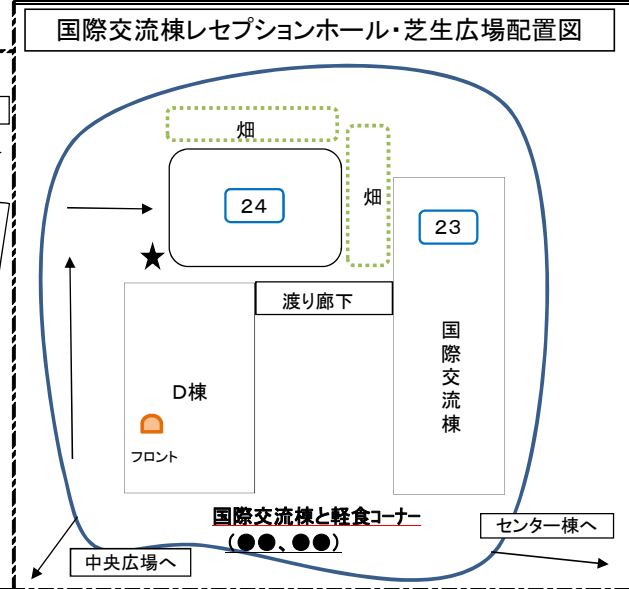 国際交流棟レセプションホール・芝生広場配置図
畑
畑
24
23
渡り廊下
国際交流棟
D棟
フロント
国際交流棟と軽食コーナー
(●●、●●)
センター棟へ
中央広場へ